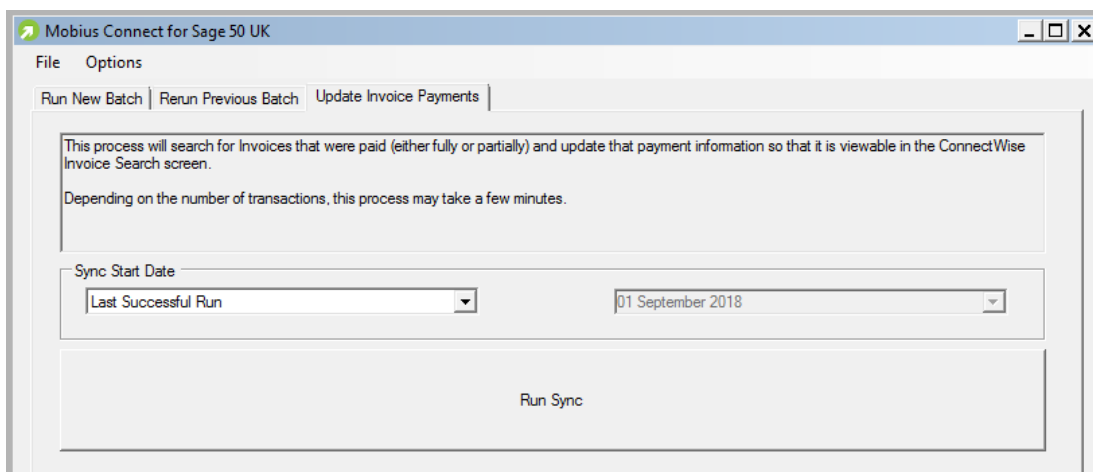 Mobius Connect for Sage 50 UK
File Options
Run New Batch Rerun Previous Batch Update Invoice Payments
This process will search for Invoices that were paid (either fully or partially) and update that payment information so that it is viewable in the ConnectWise
Invoice Search screen.
Depending on the number of transactions, this process may take a few minutes.
Sync Start Date
Last Successful Run 01 September 2018
Run Sync